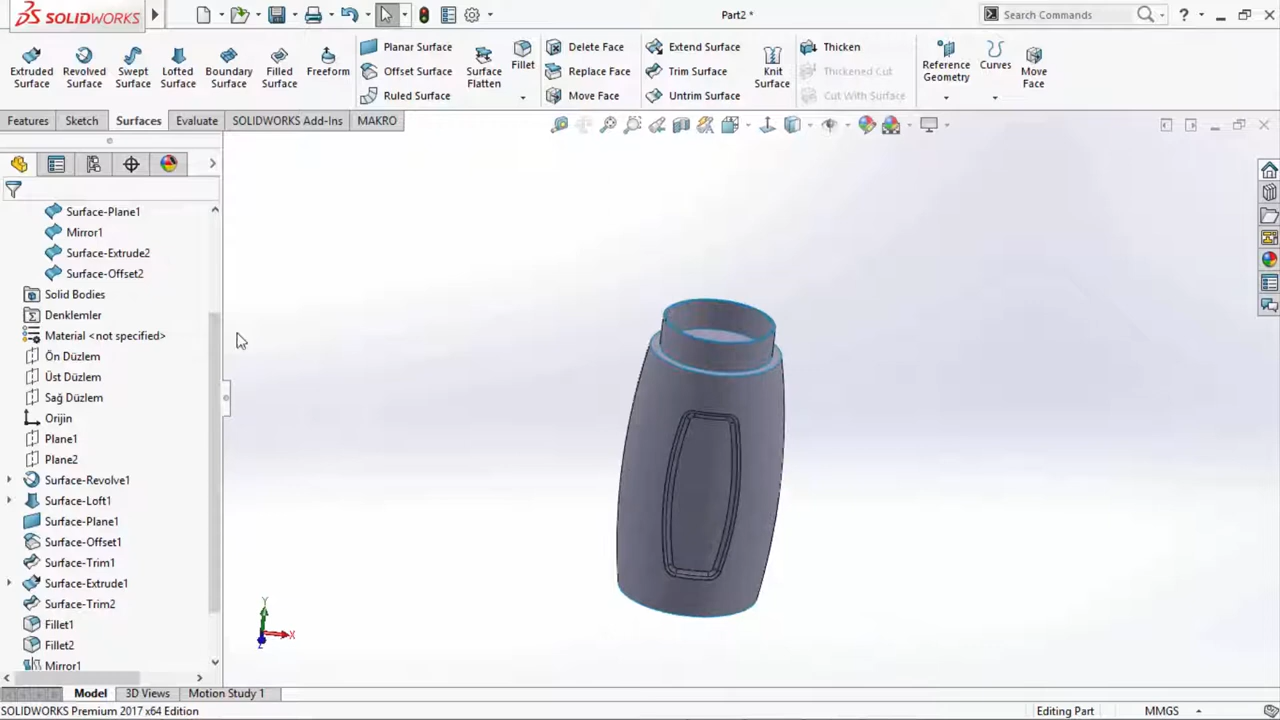 SOLIDWORKS
Part2 *
Search Commands
?
Extruded Surface
Revolved Surface
Swept Surface
Lofted Surface
Boundary Surface
Filled Surface
Freeform
Planar Surface
Offset Surface
Ruled Surface
Surface Flatten
Fillet
Delete Face
Replace Face
Move Face
Extend Surface
Trim Surface
Untrim Surface
Knit Surface
Thicken
Thickened Cut
Cut With Surface
Reference Geometry
Curves
Move Face
Features
Sketch
Surfaces
Evaluate
SOLIDWORKS Add-Ins
MAKRO
Surface-Plane1
Mirror1
Surface-Extrude2
Surface-Offset2
Solid Bodies
Denklemler
Material <not specified>
Ön Düzlem
Üst Düzlem
Sağ Düzlem
Orijin
Plane1
Plane2
Surface-Revolve1
Surface-Loft1
Surface-Plane1
Surface-Offset1
Surface-Trim1
Surface-Extrude1
Surface-Trim2
Fillet1
Fillet2
Mirror1
Y
X
Z
Model
3D Views
Motion Study 1
SOLIDWORKS Premium 2017 x64 Edition
Editing Part
MMGS